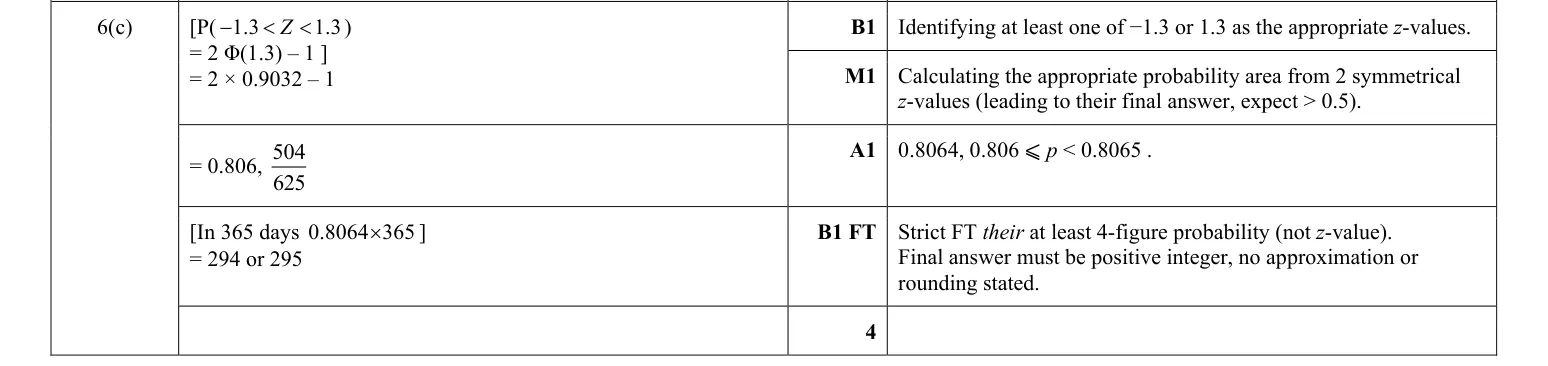 6(c)
[P( −1.3 < Z < 1.3 )
= 2 Φ(1.3) – 1 ]
= 2 × 0.9032 – 1
B1
Identifying at least one of −1.3 or 1.3 as the appropriate z-values.
M1
Calculating the appropriate probability area from 2 symmetrical
z-values (leading to their final answer, expect > 0.5).
= 0.806, 504/625
A1
0.8064, 0.806 ⩽ p < 0.8065 .
[In 365 days 0.8064×365 ]
= 294 or 295
B1 FT
Strict FT their at least 4-figure probability (not z-value).
Final answer must be positive integer, no approximation or
rounding stated.
4